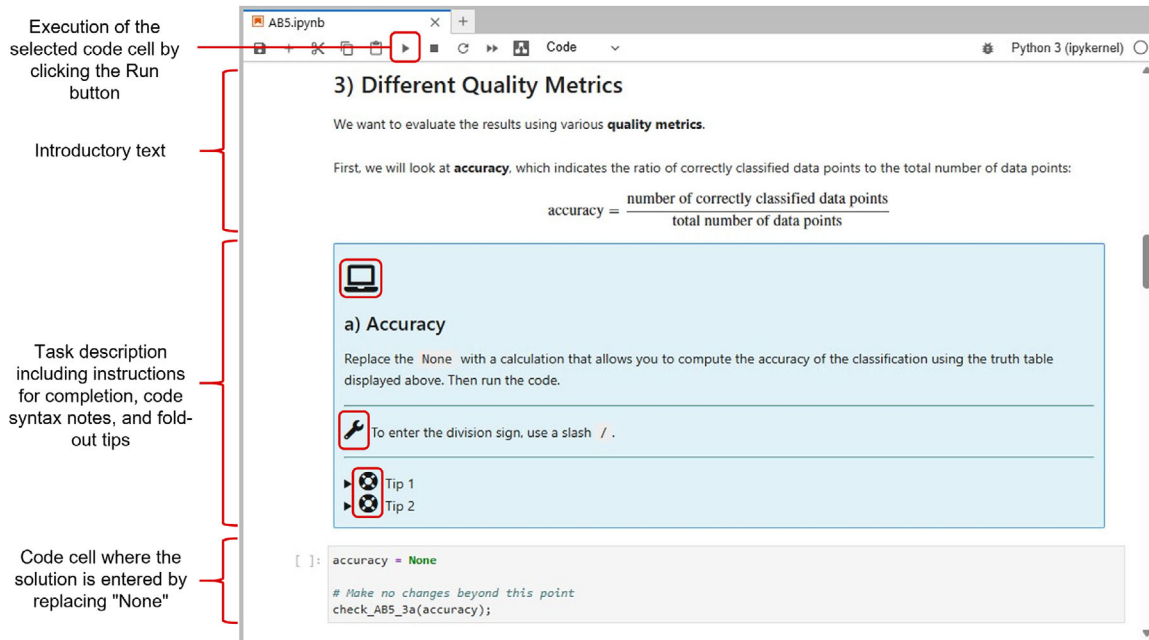 Execution of the
selected code cell by
clicking the Run
button
Introductory text
Task description
including instructions
for completion, code
syntax notes, and fold-
out tips
Code cell where the
solution is entered by
replacing "None"
AB5.ipynb
Code
Python 3 (ipykernel)
3) Different Quality Metrics
We want to evaluate the results using various quality metrics.
First, we will look at accuracy, which indicates the ratio of correctly classified data points to the total number of data points:
accuracy = number of correctly classified data points
total number of data points
a) Accuracy
Replace the None with a calculation that allows you to compute the accuracy of the classification using the truth table
displayed above. Then run the code.
To enter the division sign, use a slash / .
Tip 1
Tip 2
[ ]: accuracy = None
# Make no changes beyond this point
check_AB5_3a(accuracy);